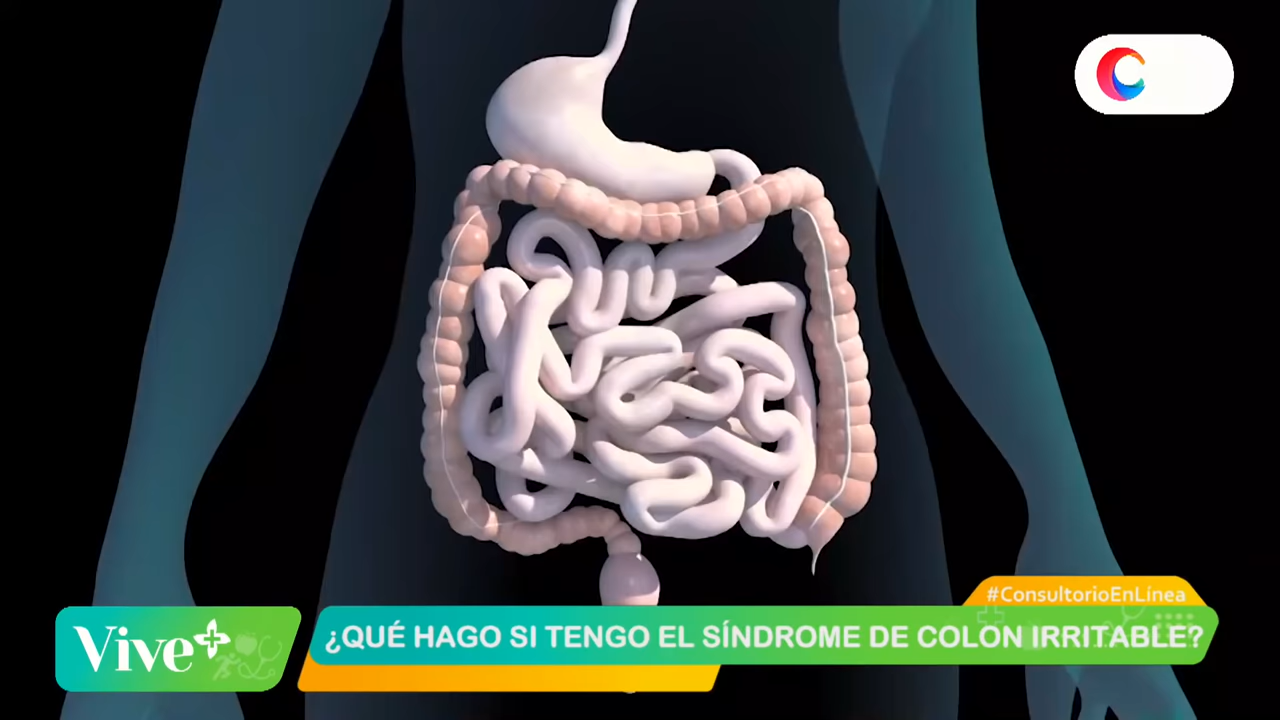 #ConsultorioEnLínea
Vive+
¿QUÉ HAGO SI TENGO EL SÍNDROME DE COLON IRRITABLE?